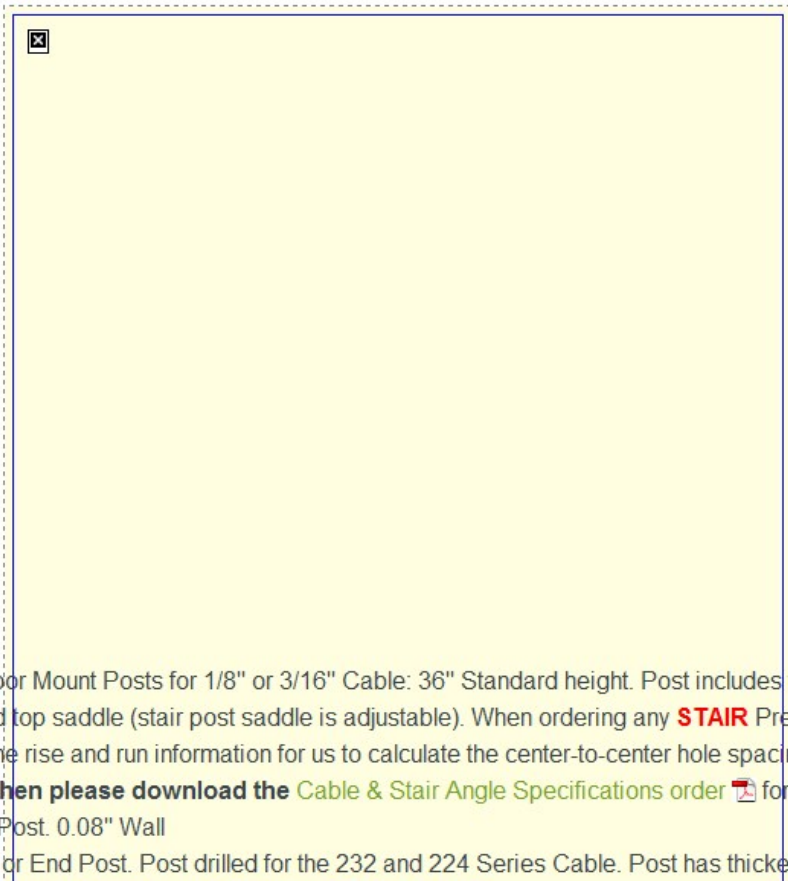 oor Mount Posts for 1/8" or 3/16" Cable: 36" Standard height. Post includes
d top saddle (stair post saddle is adjustable). When ordering any STAIR Pre
e rise and run information for us to calculate the center-to-center hole spaci
hen please download the Cable & Stair Angle Specifications order for
Post. 0.08" Wall
or End Post. Post drilled for the 232 and 224 Series Cable. Post has thicke